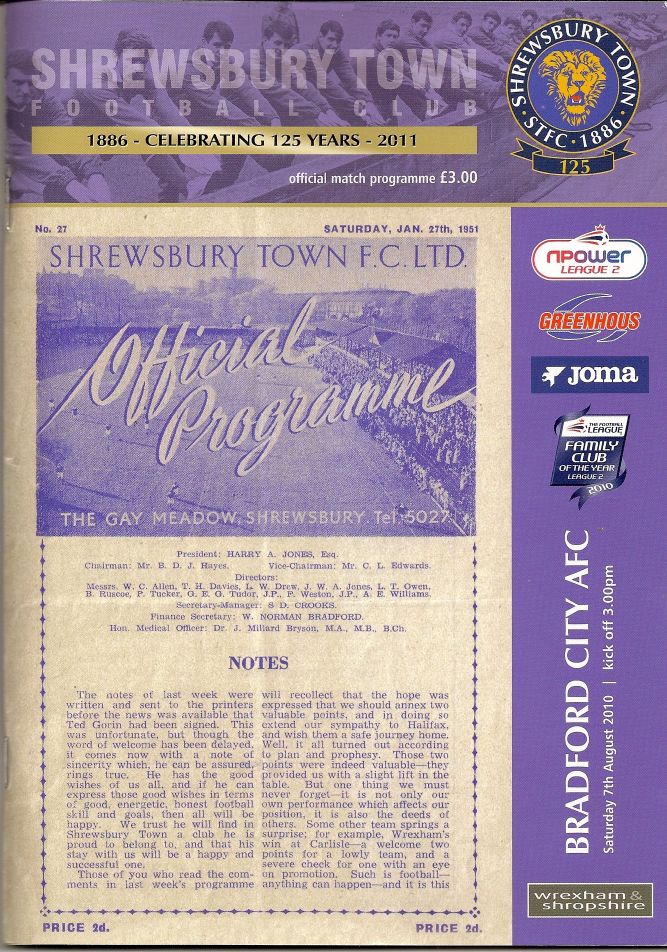 SHREWSBURY TOWN
FOOTBALL CLUB
1886 - CELEBRATING 125 YEARS - 2011
official match programme £3.00
SHREWSBURY TOWN
STFC · 1886
125
No. 27 SATURDAY, JAN. 27th, 1951
SHREWSBURY TOWN F.C. LTD.
Official
Programme
THE GAY MEADOW, SHREWSBURY. Tel. 5027
President: HARRY A. JONES, Esq.
Chairman: Mr. B. D. J. Hayes. Vice-Chairman: Mr. C. L. Edwards.
Directors:
Messrs. W. C. Allen, T. H. Davies, L. W. Drew, J. W. A. Jones, L. T. Owen,
B. Ruscoe, P. Tucker, G. E. G. Tudor, J.P., F. Weston, J.P., A. E. Williams.
Secretary-Manager: S D. CROOKS.
Finance Secretary: W. NORMAN BRADFORD.
Hon. Medical Officer: Dr. J. Millard Bryson, M.A., M.B., B.Ch.
NOTES
The notes of last week were
written and sent to the printers
before the news was available that
Ted Gorin had been signed. This
was unfortunate, but though the
word of welcome has been delayed,
it comes now with a note of
sincerity which, he can be assured,
rings true. He has the good
wishes of us all, and if he can
express those good wishes in terms
of good, energetic, honest football
skill and goals, then all will be
happy. We trust he will find in
Shrewsbury Town a club he is
proud to belong to, and that his
stay with us will be a happy and
successful one.
Those of you who read the com-
ments in last week's programme
will recollect that the hope was
expressed that we should annex two
valuable points, and in doing so
extend our sympathy to Halifax,
and wish them a safe journey home.
Well, it all turned out according
to plan and prophesy. Those two
points were indeed valuable—they
provided us with a slight lift in the
table. But one thing we must
never forget—it is not only our
own performance which affects our
position, it is also the deeds of
others. Some other team springs a
surprise; for example, Wrexham's
win at Carlisle—a welcome two
points for a lowly team, and a
severe check for one with an eye
on promotion. Such is football—
anything can happen—and it is this
PRICE 2d. PRICE 2d.
npower
LEAGUE 2
GREENHOUS
Joma
THE FOOTBALL
LEAGUE
FAMILY
CLUB
OF THE YEAR
LEAGUE 2
2010
BRADFORD CITY AFC
Saturday 7th August 2010 | kick off 3.00pm
wrexham &
shropshire